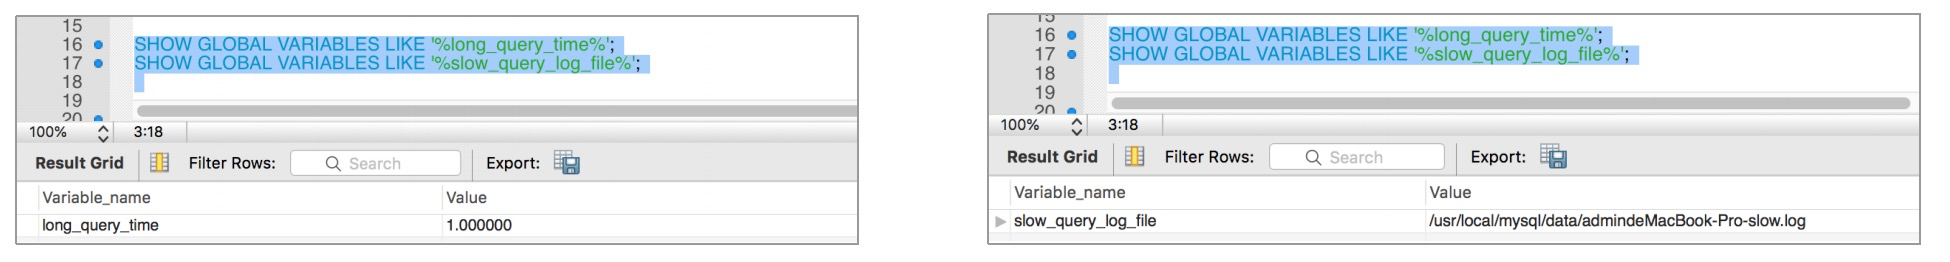 15
16 SHOW GLOBAL VARIABLES LIKE '%long_query_time%';
17 SHOW GLOBAL VARIABLES LIKE '%slow_query_log_file%';
18
19
20
100% 3:18
Result Grid Filter Rows: Search Export:
Variable_name Value
long_query_time 1.000000
15
16 SHOW GLOBAL VARIABLES LIKE '%long_query_time%';
17 SHOW GLOBAL VARIABLES LIKE '%slow_query_log_file%';
18
19
20
100% 3:18
Result Grid Filter Rows: Search Export:
Variable_name Value
slow_query_log_file /usr/local/mysql/data/admindeMacBook-Pro-slow.log